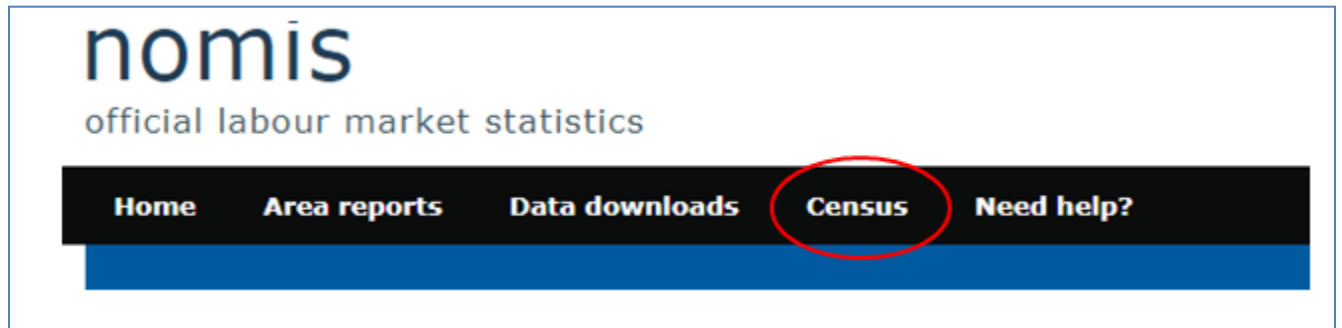 nomis
official labour market statistics
Home Area reports Data downloads Census Need help?